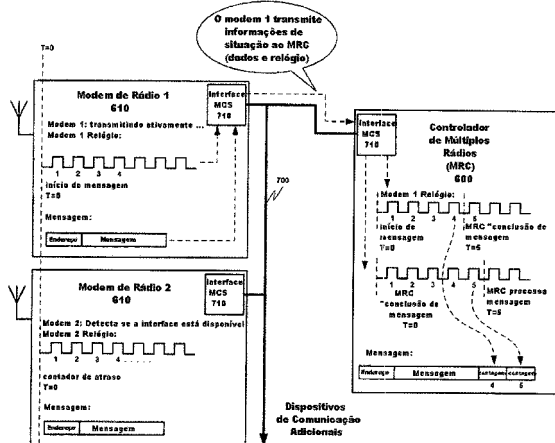 O modem 1 transmite
informações de
situação ao MRC
(dados e relógio)
T=0
Modem de Rádio 1
610
Interface
MCS
710
Modem 1: transmitindo ativamente ...
Modem 1 Relógio:
1 2 3 4
início de mensagem
T=0
Mensagem:
Endereço Mensagem
700
Modem de Rádio 2
610
Interface
MCS
710
Modem 2: Detecta se a interface está disponível
Modem 2 Relógio:
1 2 3 4 . . . . .
contador de atraso
T=0
Mensagem:
Endereço Mensagem
Dispositivos
de Comunicação
Adicionais
Interface
MCS
710
Controlador
de Múltiplos
Rádios
(MRC)
600
Modem 1 Relógio:
1 2 3 4 5
início de
mensagem
T=0
MRC "conclusão de
mensagem
T=5
1 2 3 4 5
MRC
"conclusão de
mensagem
T=0
MRC processa
mensagem
T=5
Mensagem:
Endereço Mensagem contagem contagem
4 5